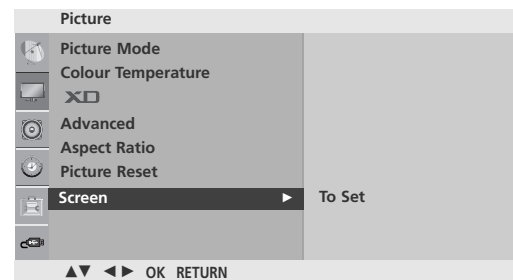 Picture
Picture Mode
Colour Temperature
XD
Advanced
Aspect Ratio
Picture Reset
Screen ► To Set
▲▼ ◄► OK RETURN